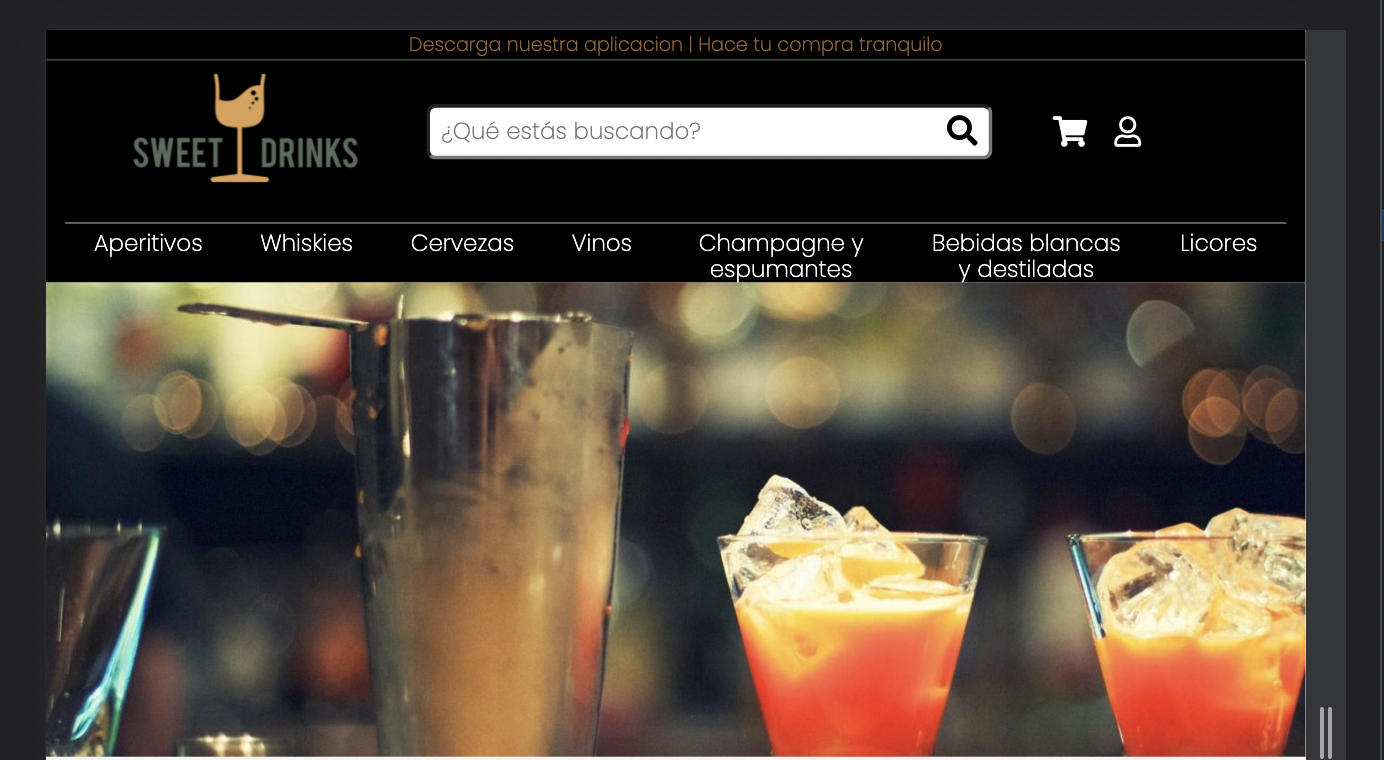 Descarga nuestra aplicacion | Hace tu compra tranquilo
SWEET DRINKS
¿Qué estás buscando?
Aperitivos
Whiskies
Cervezas
Vinos
Champagne y
espumantes
Bebidas blancas
y destiladas
Licores